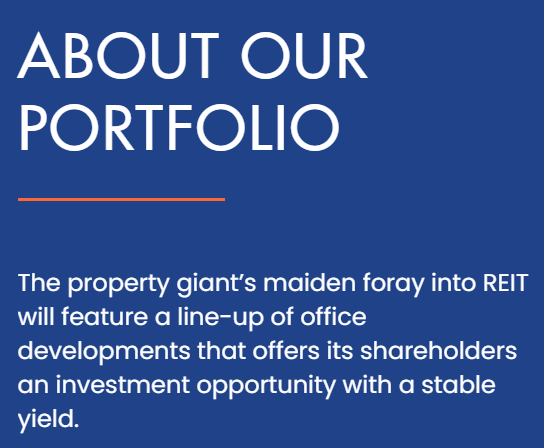 ABOUT OUR
PORTFOLIO
The property giant’s maiden foray into REIT
will feature a line-up of office
developments that offers its shareholders
an investment opportunity with a stable
yield.